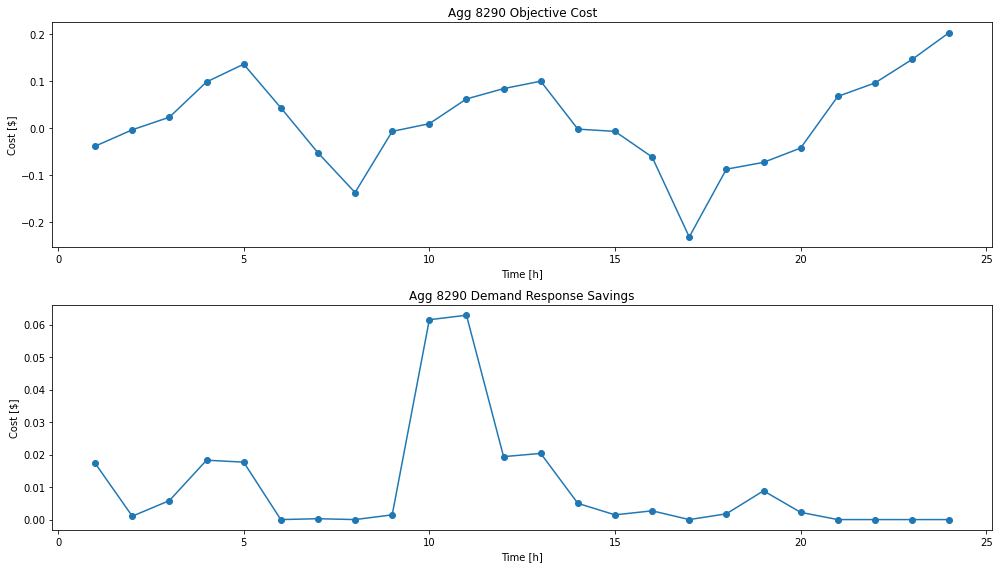 Agg 8290 Objective Cost
Cost [$]
0.2
0.1
0.0
−0.1
−0.2
0 5 10 15 20 25
Time [h]
Agg 8290 Demand Response Savings
Cost [$]
0.06
0.05
0.04
0.03
0.02
0.01
0.00
0 5 10 15 20 25
Time [h]